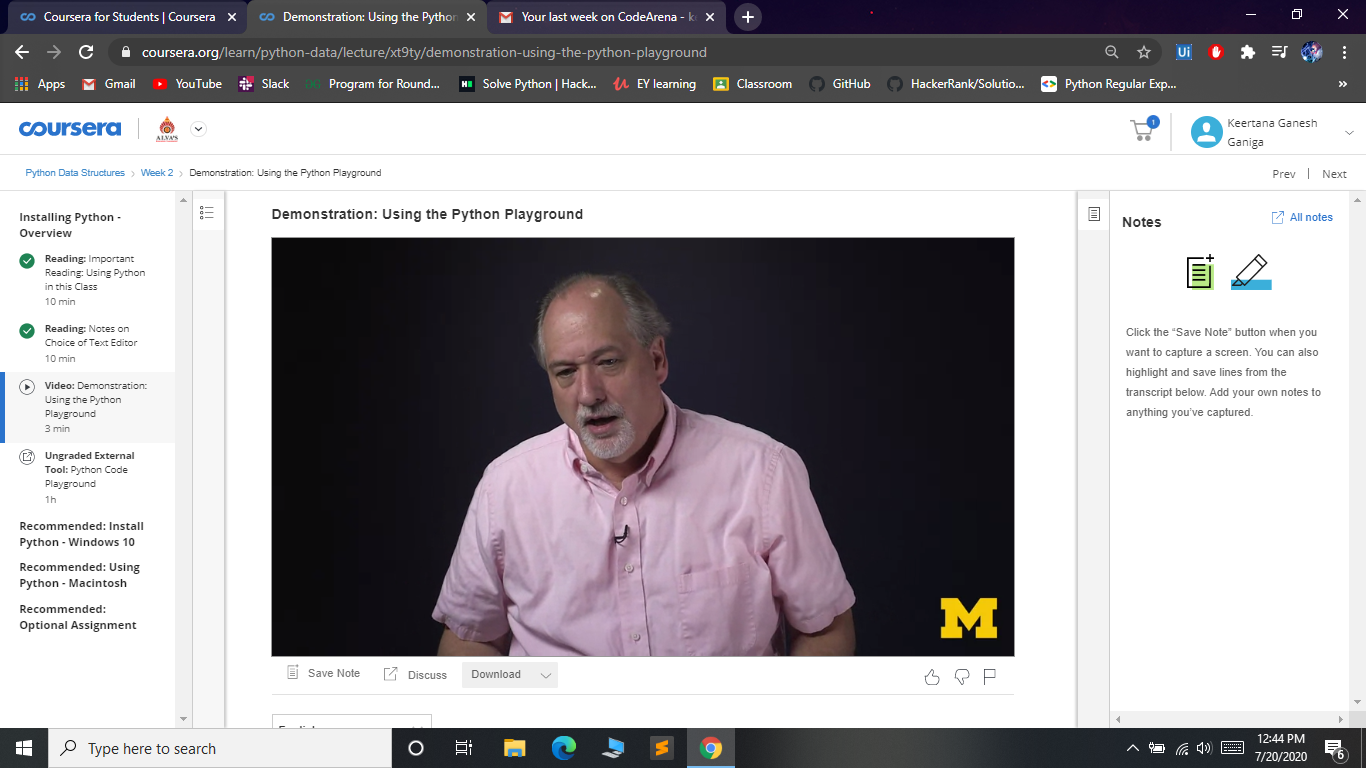 Coursera for Students | Coursera
Demonstration: Using the Python
Your last week on CodeArena - k
coursera.org/learn/python-data/lecture/xt9ty/demonstration-using-the-python-playground
Ui
Apps
Gmail
YouTube
Slack
Program for Round...
Solve Python | Hack...
EY learning
Classroom
GitHub
HackerRank/Solutio...
Python Regular Exp...
»
coursera
ALVA'S
1
Keertana Ganesh
Ganiga
Python Data Structures > Week 2 > Demonstration: Using the Python Playground
Prev | Next
Installing Python -
Overview
Reading: Important
Reading: Using Python
in this Class
10 min
Reading: Notes on
Choice of Text Editor
10 min
Video: Demonstration:
Using the Python
Playground
3 min
Ungraded External
Tool: Python Code
Playground
1h
Recommended: Install
Python - Windows 10
Recommended: Using
Python - Macintosh
Recommended:
Optional Assignment
Demonstration: Using the Python Playground
M
Save Note
Discuss
Download
Notes
All notes
Click the “Save Note” button when you
want to capture a screen. You can also
highlight and save lines from the
transcript below. Add your own notes to
anything you’ve captured.
Type here to search
12:44 PM
7/20/2020
6